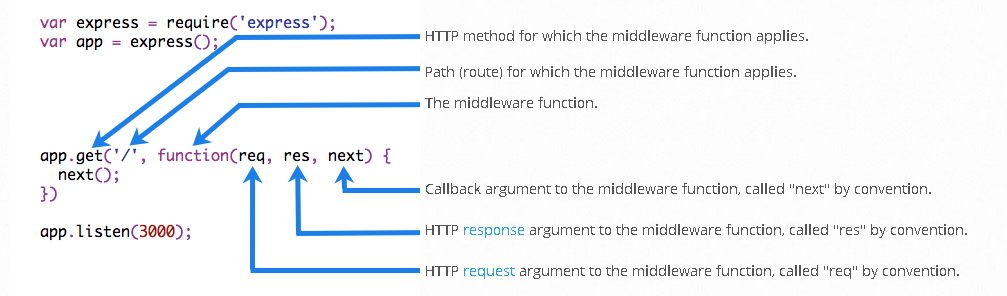 var express = require('express');
var app = express();
HTTP method for which the middleware function applies.
Path (route) for which the middleware function applies.
The middleware function.
app.get('/', function(req, res, next) {
next();
})
Callback argument to the middleware function, called "next" by convention.
app.listen(3000);
HTTP response argument to the middleware function, called "res" by convention.
HTTP request argument to the middleware function, called "req" by convention.